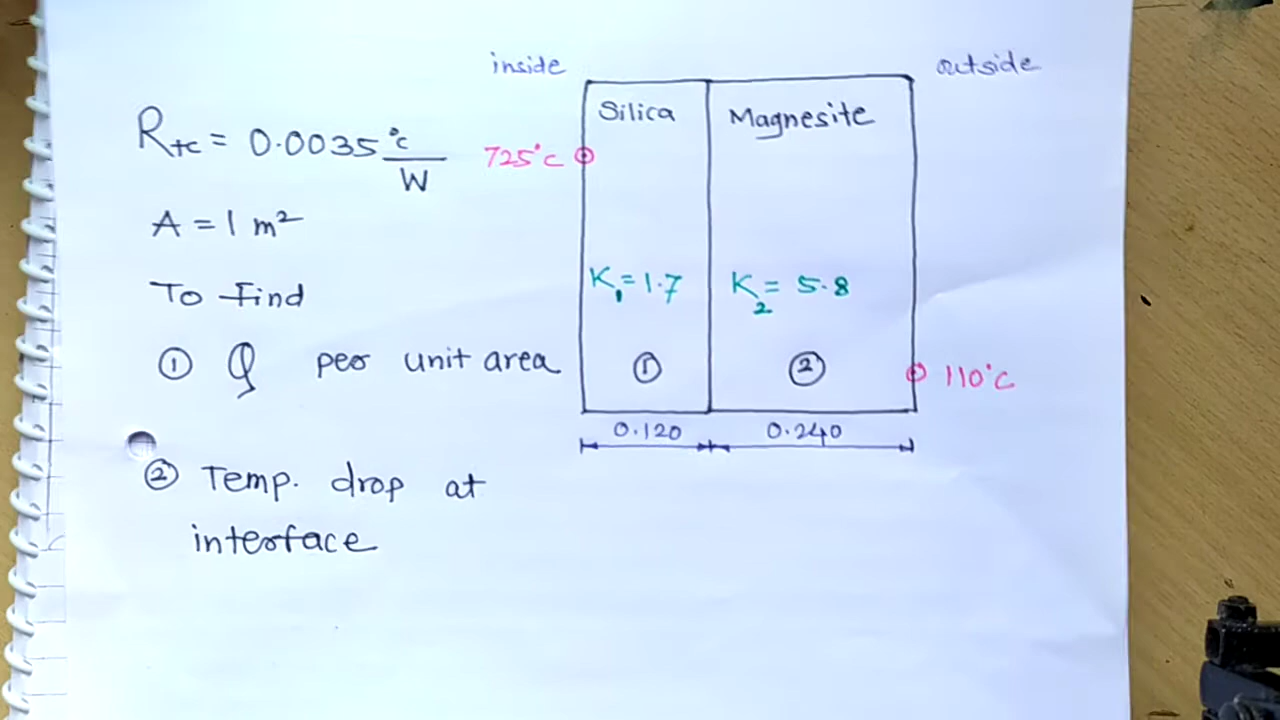 inside
outside
Silica
Magnesite
Rtc = 0.0035 °c/W
725°c
A = 1 m²
K₁ = 1.7
K₂ = 5.8
To Find
① Q per unit area
①
②
110°c
0.120
0.240
② Temp. drop at
interface